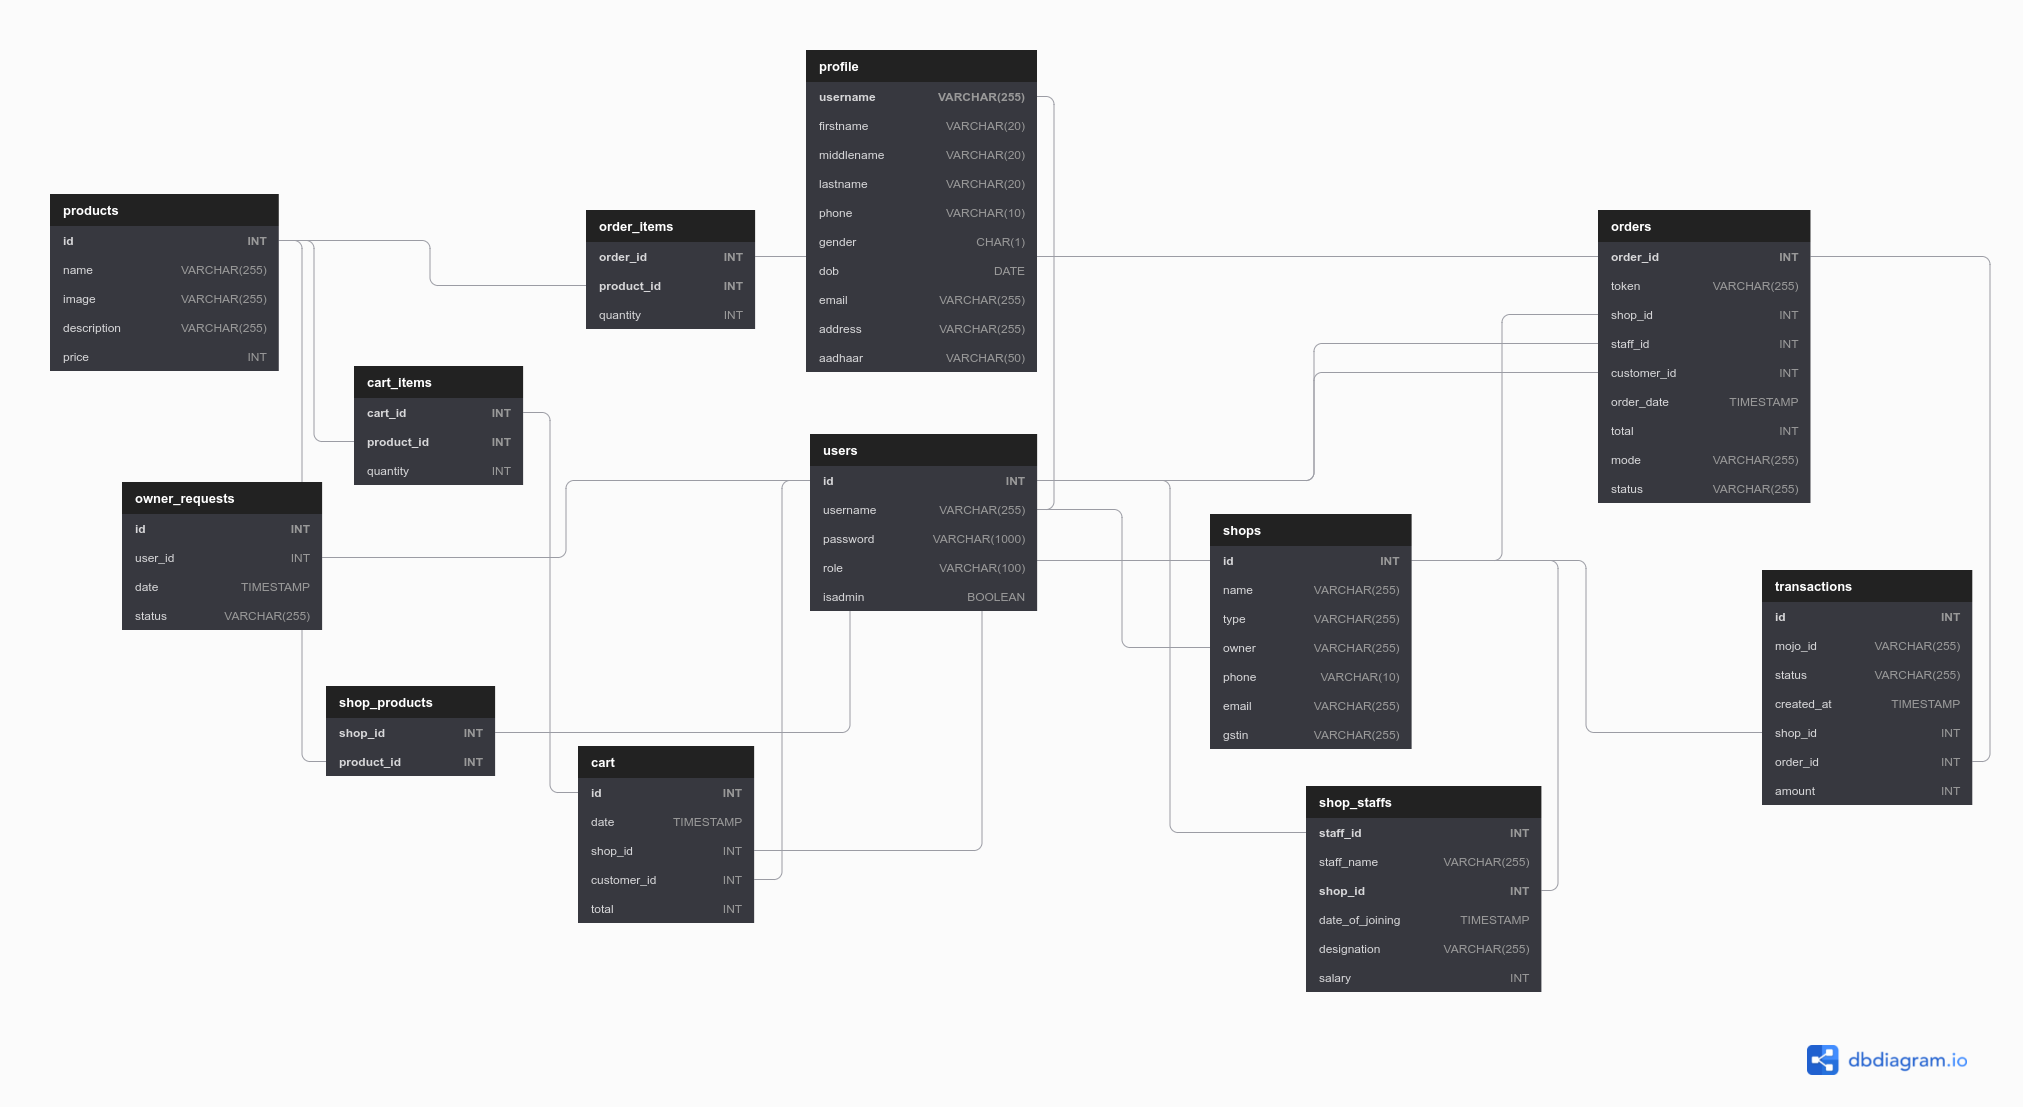 profile
username VARCHAR(255)
firstname VARCHAR(20)
middlename VARCHAR(20)
lastname VARCHAR(20)
phone VARCHAR(10)
gender CHAR(1)
dob DATE
email VARCHAR(255)
address VARCHAR(255)
aadhaar VARCHAR(50)
products
id INT
name VARCHAR(255)
image VARCHAR(255)
description VARCHAR(255)
price INT
order_items
order_id INT
product_id INT
quantity INT
orders
order_id INT
token VARCHAR(255)
shop_id INT
staff_id INT
customer_id INT
order_date TIMESTAMP
total INT
mode VARCHAR(255)
status VARCHAR(255)
cart_items
cart_id INT
product_id INT
quantity INT
users
id INT
username VARCHAR(255)
password VARCHAR(1000)
role VARCHAR(100)
isadmin BOOLEAN
owner_requests
id INT
user_id INT
date TIMESTAMP
status VARCHAR(255)
shops
id INT
name VARCHAR(255)
type VARCHAR(255)
owner VARCHAR(255)
phone VARCHAR(10)
email VARCHAR(255)
gstin VARCHAR(255)
transactions
id INT
mojo_id VARCHAR(255)
status VARCHAR(255)
created_at TIMESTAMP
shop_id INT
order_id INT
amount INT
shop_products
shop_id INT
product_id INT
cart
id INT
date TIMESTAMP
shop_id INT
customer_id INT
total INT
shop_staffs
staff_id INT
staff_name VARCHAR(255)
shop_id INT
date_of_joining TIMESTAMP
designation VARCHAR(255)
salary INT
dbdiagram.io